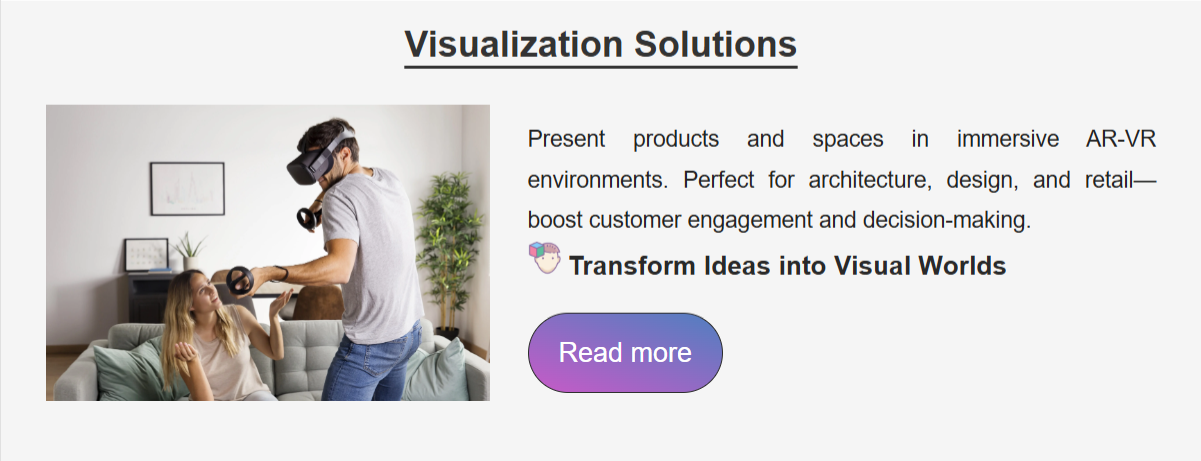 Visualization Solutions
Present products and spaces in immersive AR-VR
environments. Perfect for architecture, design, and retail—
boost customer engagement and decision-making.
Transform Ideas into Visual Worlds
Read more